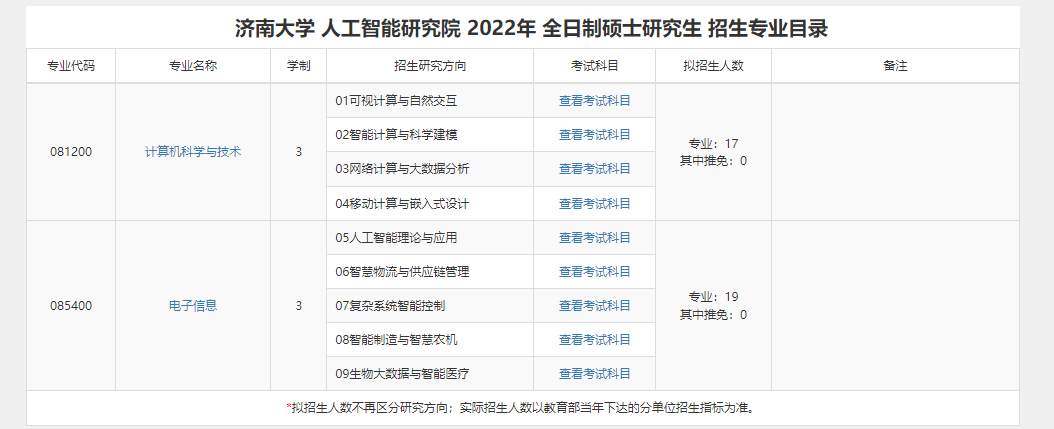 济南大学 人工智能研究院 2022年 全日制硕士研究生 招生专业目录
专业代码 专业名称 学制 招生研究方向 考试科目 拟招生人数 备注
081200 计算机科学与技术 3 专业：17 其中推免：0
01可视计算与自然交互 查看考试科目
02智能计算与科学建模 查看考试科目
03网络计算与大数据分析 查看考试科目
04移动计算与嵌入式设计 查看考试科目
085400 电子信息 3 专业：19 其中推免：0
05人工智能理论与应用 查看考试科目
06智慧物流与供应链管理 查看考试科目
07复杂系统智能控制 查看考试科目
08智能制造与智慧农机 查看考试科目
09生物大数据与智能医疗 查看考试科目
*拟招生人数不再区分研究方向；实际招生人数以教育部当年下达的分单位招生指标为准。